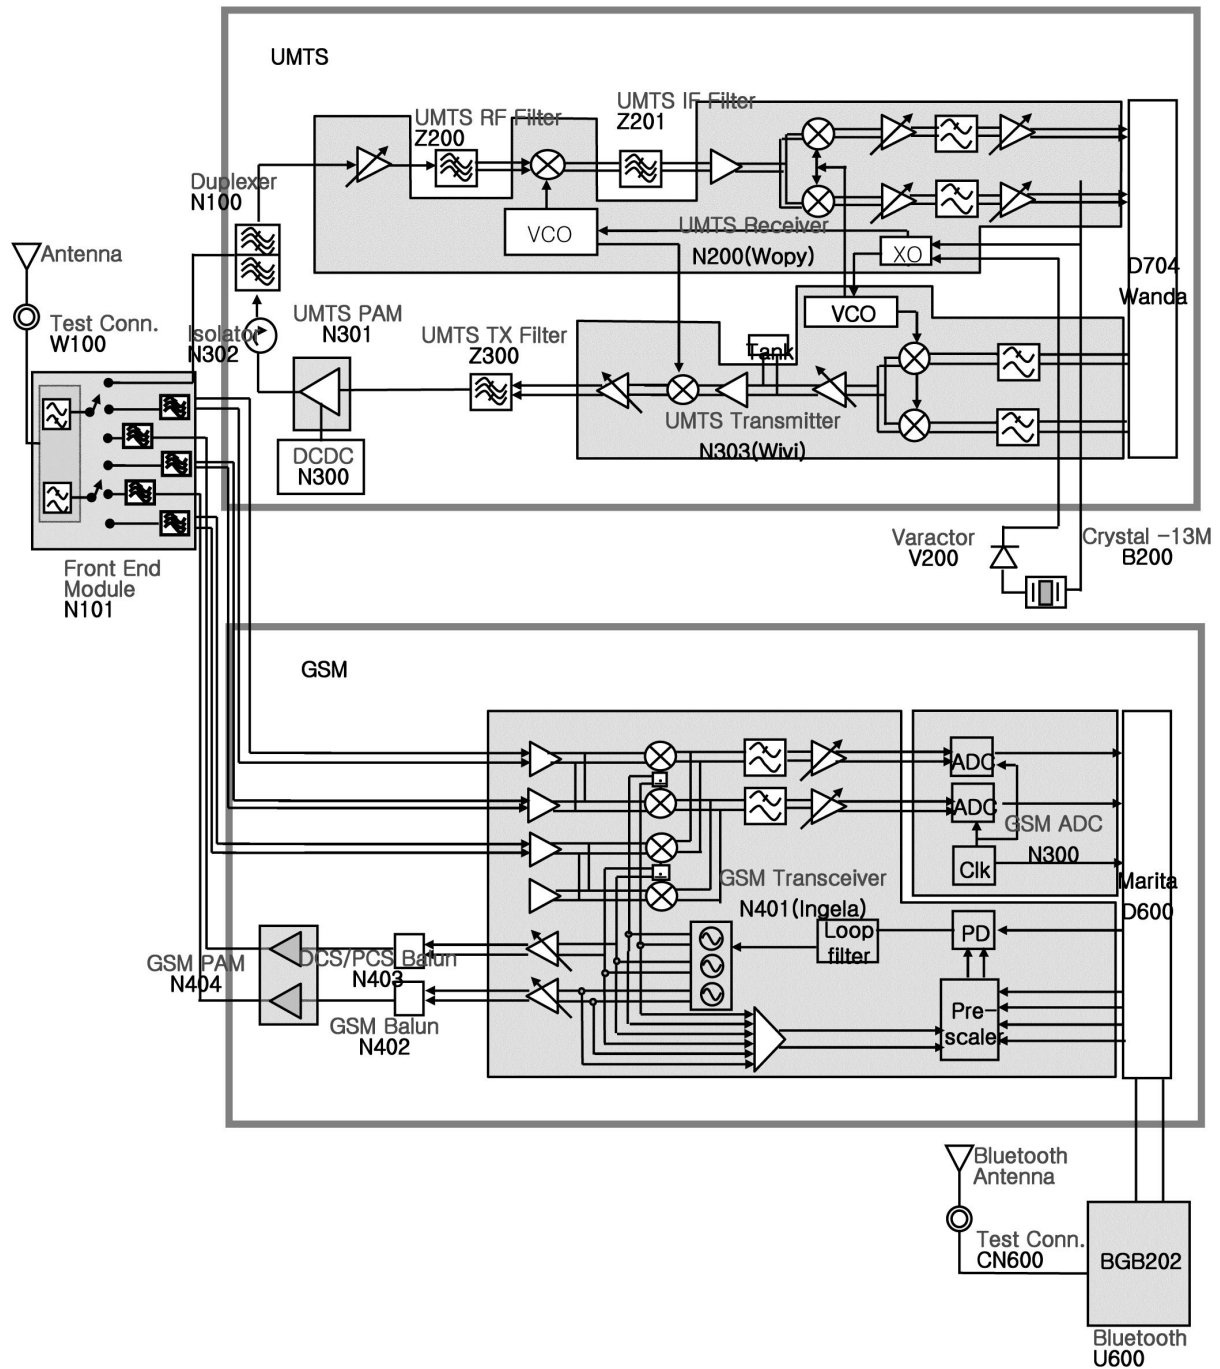 UMTS
UMTS RF Filter
Z200
UMTS IF Filter
Z201
Duplexer
N100
VCO
UMTS Receiver
N200(Wopy)
XO
D704
Wanda
Antenna
Test Conn.
W100
Isolator
N302
UMTS PAM
N301
UMTS TX Filter
Z300
VCO
Tank
UMTS Transmitter
N303(Wivi)
DCDC
N300
Front End
Module
N101
Varactor
V200
Crystal -13M
B200
GSM
ADC
ADC
GSM ADC
N300
Clk
GSM Transceiver
N401(Ingela)
Marita
D600
Loop
filter
PD
GSM PAM
N404
DCS/PCS Balun
N403
GSM Balun
N402
Pre-
scaler
Bluetooth
Antenna
Test Conn.
CN600
BGB202
Bluetooth
U600